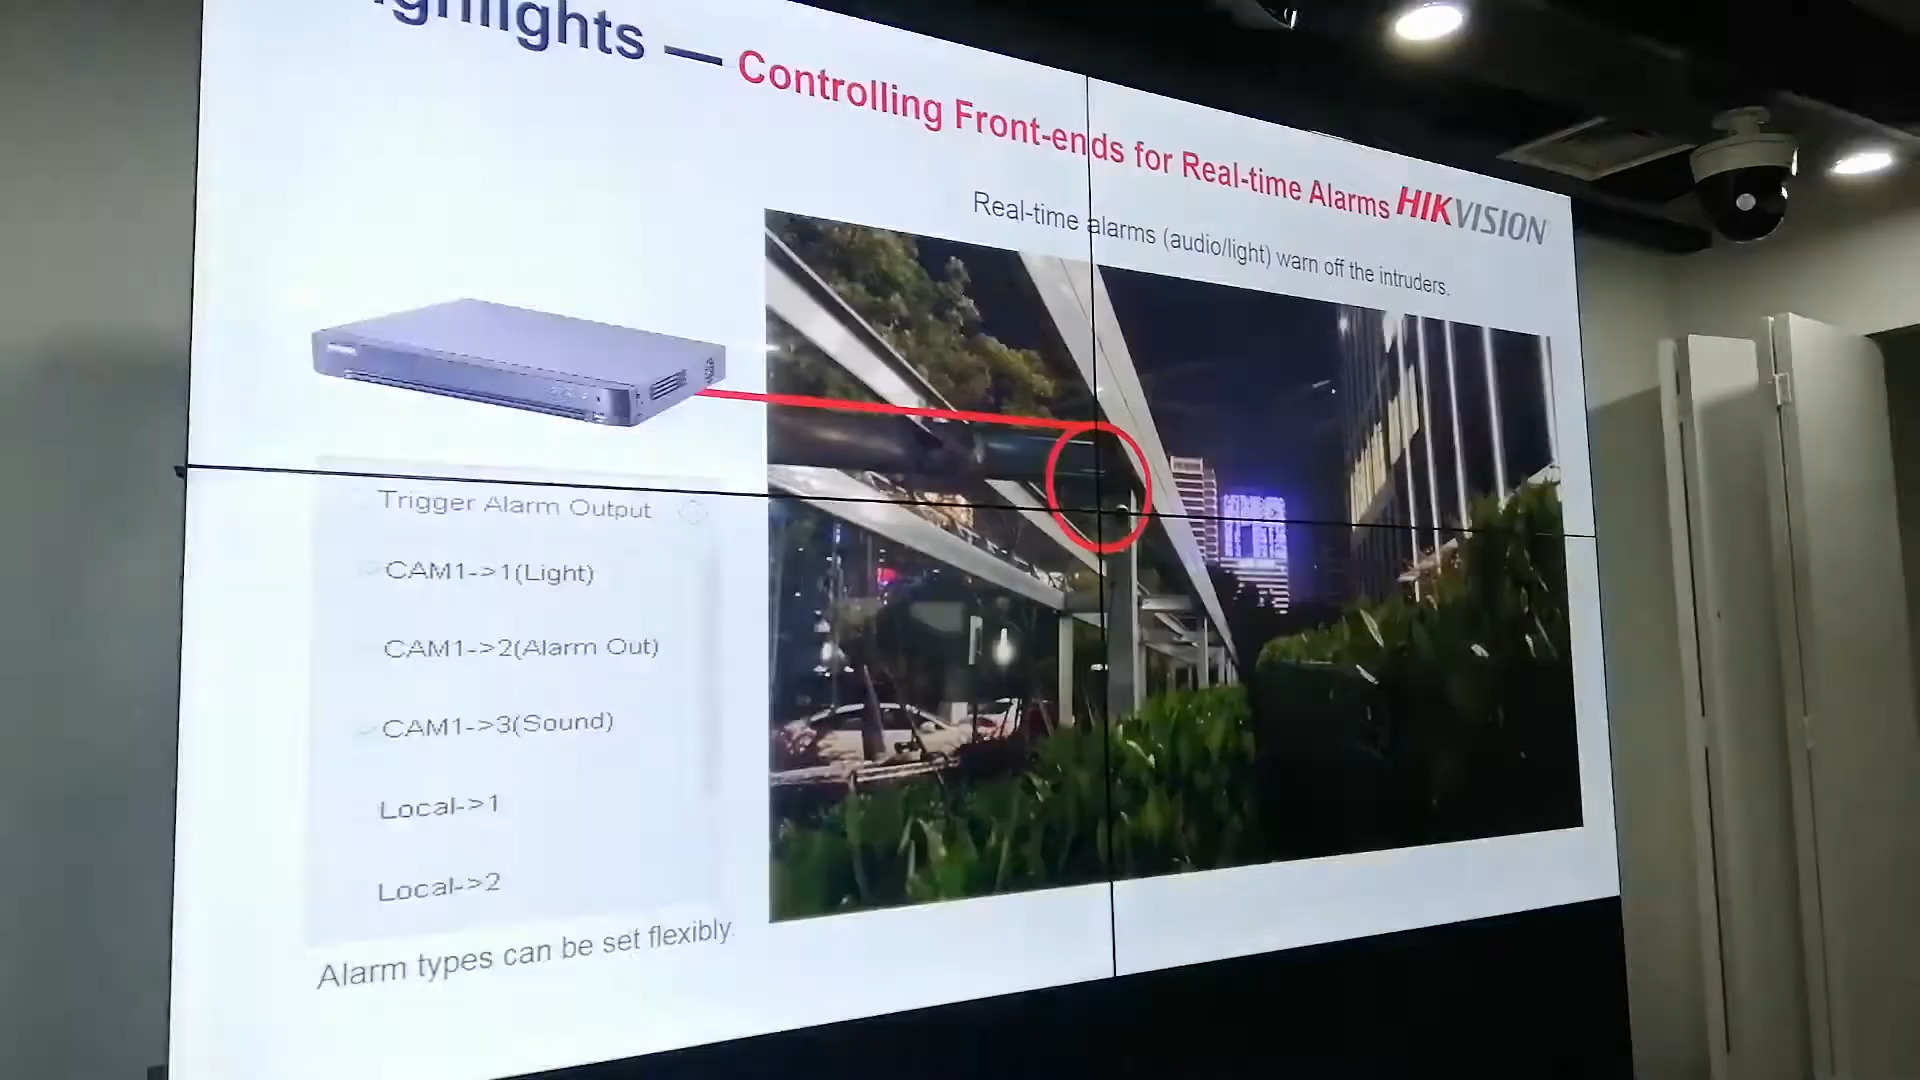 Highlights — Controlling Front-ends for Real-time Alarms HIKVISION
Real-time alarms (audio/light) warn off the intruders.
Trigger Alarm Output
CAM1->1(Light)
CAM1->2(Alarm Out)
CAM1->3(Sound)
Local->1
Local->2
Alarm types can be set flexibly.